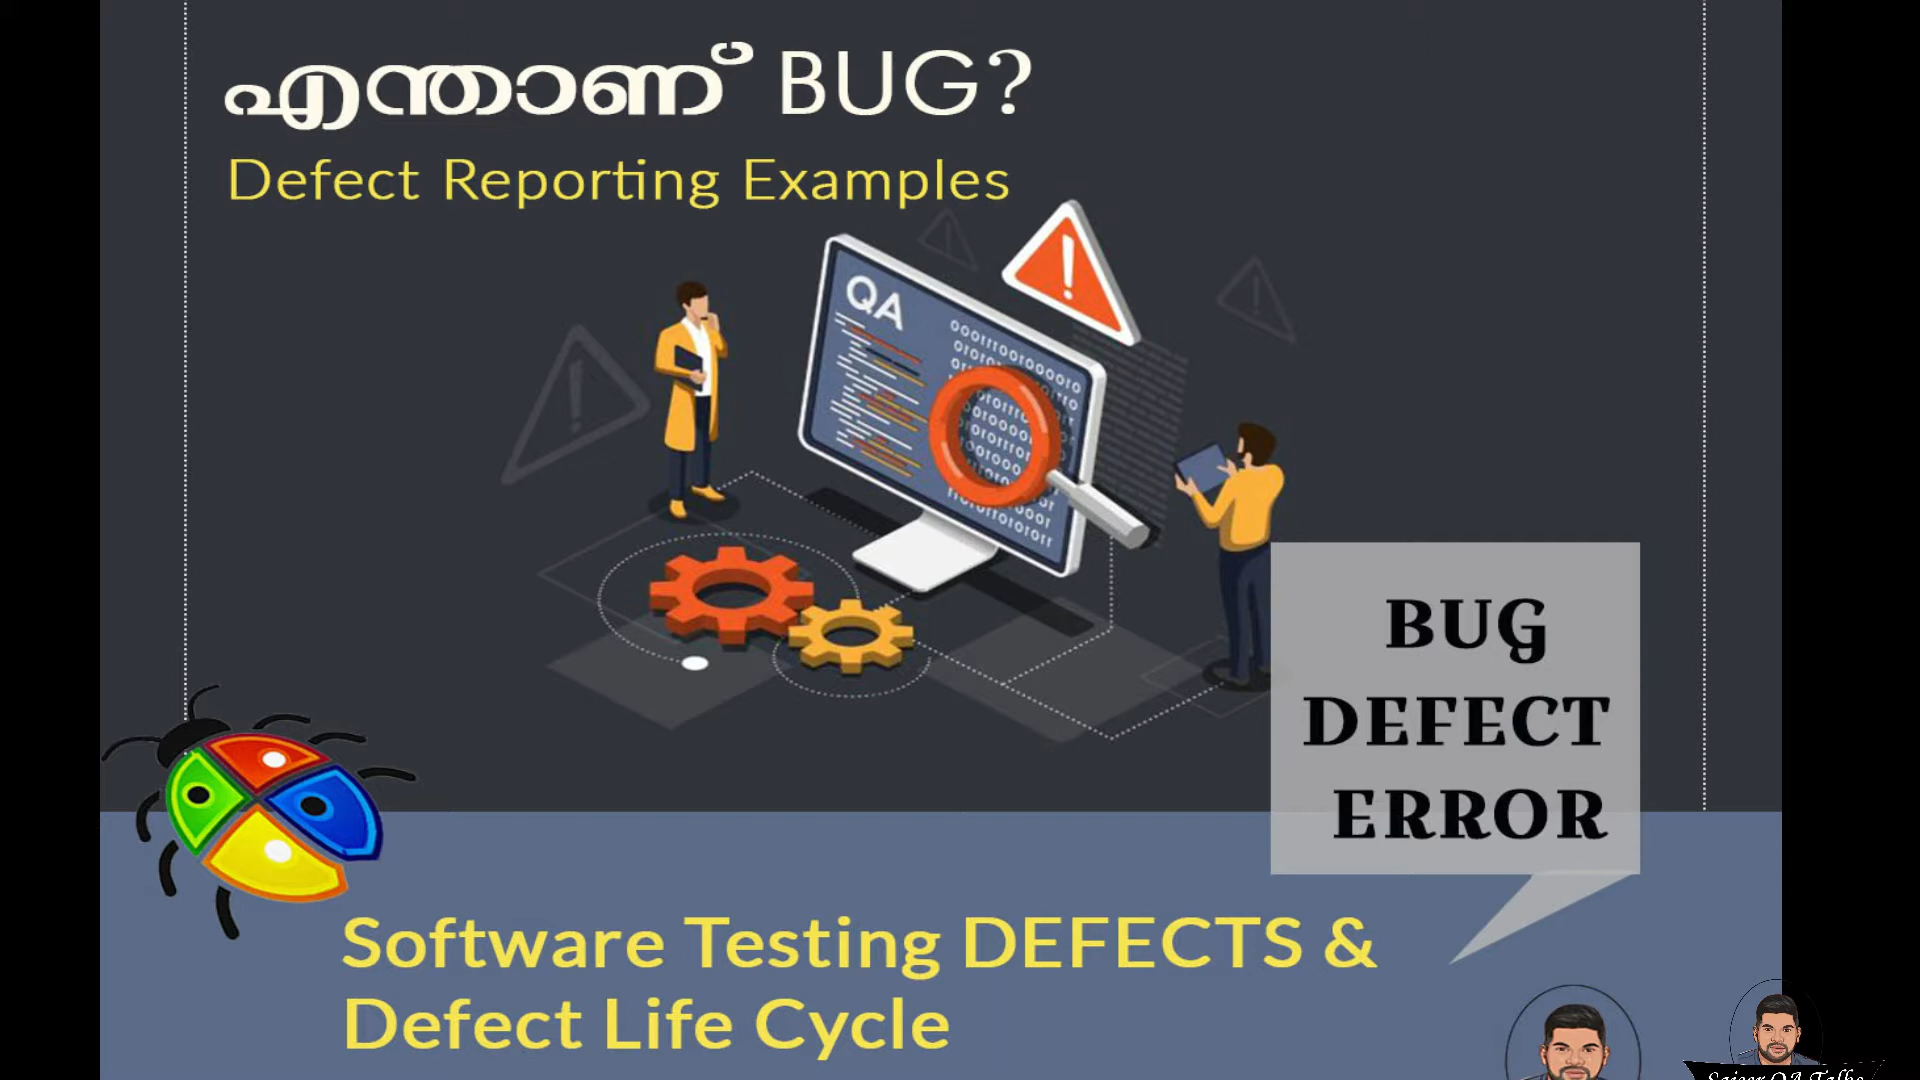 എന്താണ് BUG?
Defect Reporting Examples
QA
BUG
DEFECT
ERROR
Software Testing DEFECTS &
Defect Life Cycle